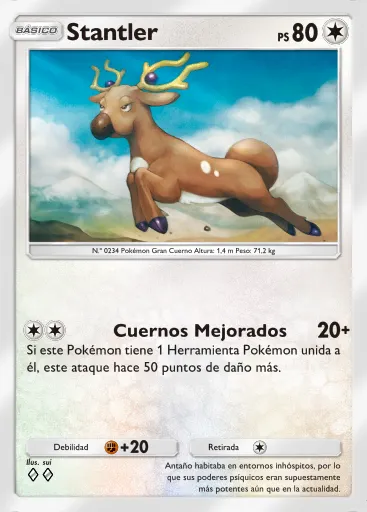 BÁSICO Stantler PS 80
N.º 0234 Pokémon Gran Cuerno Altura: 1,4 m Peso: 71,2 kg
Cuernos Mejorados 20+
Si este Pokémon tiene 1 Herramienta Pokémon unida a
él, este ataque hace 50 puntos de daño más.
Debilidad +20 Retirada
Ilus. sui
Antaño habitaba en entornos inhóspitos, por lo
que sus poderes psíquicos eran supuestamente
más potentes aún que en la actualidad.